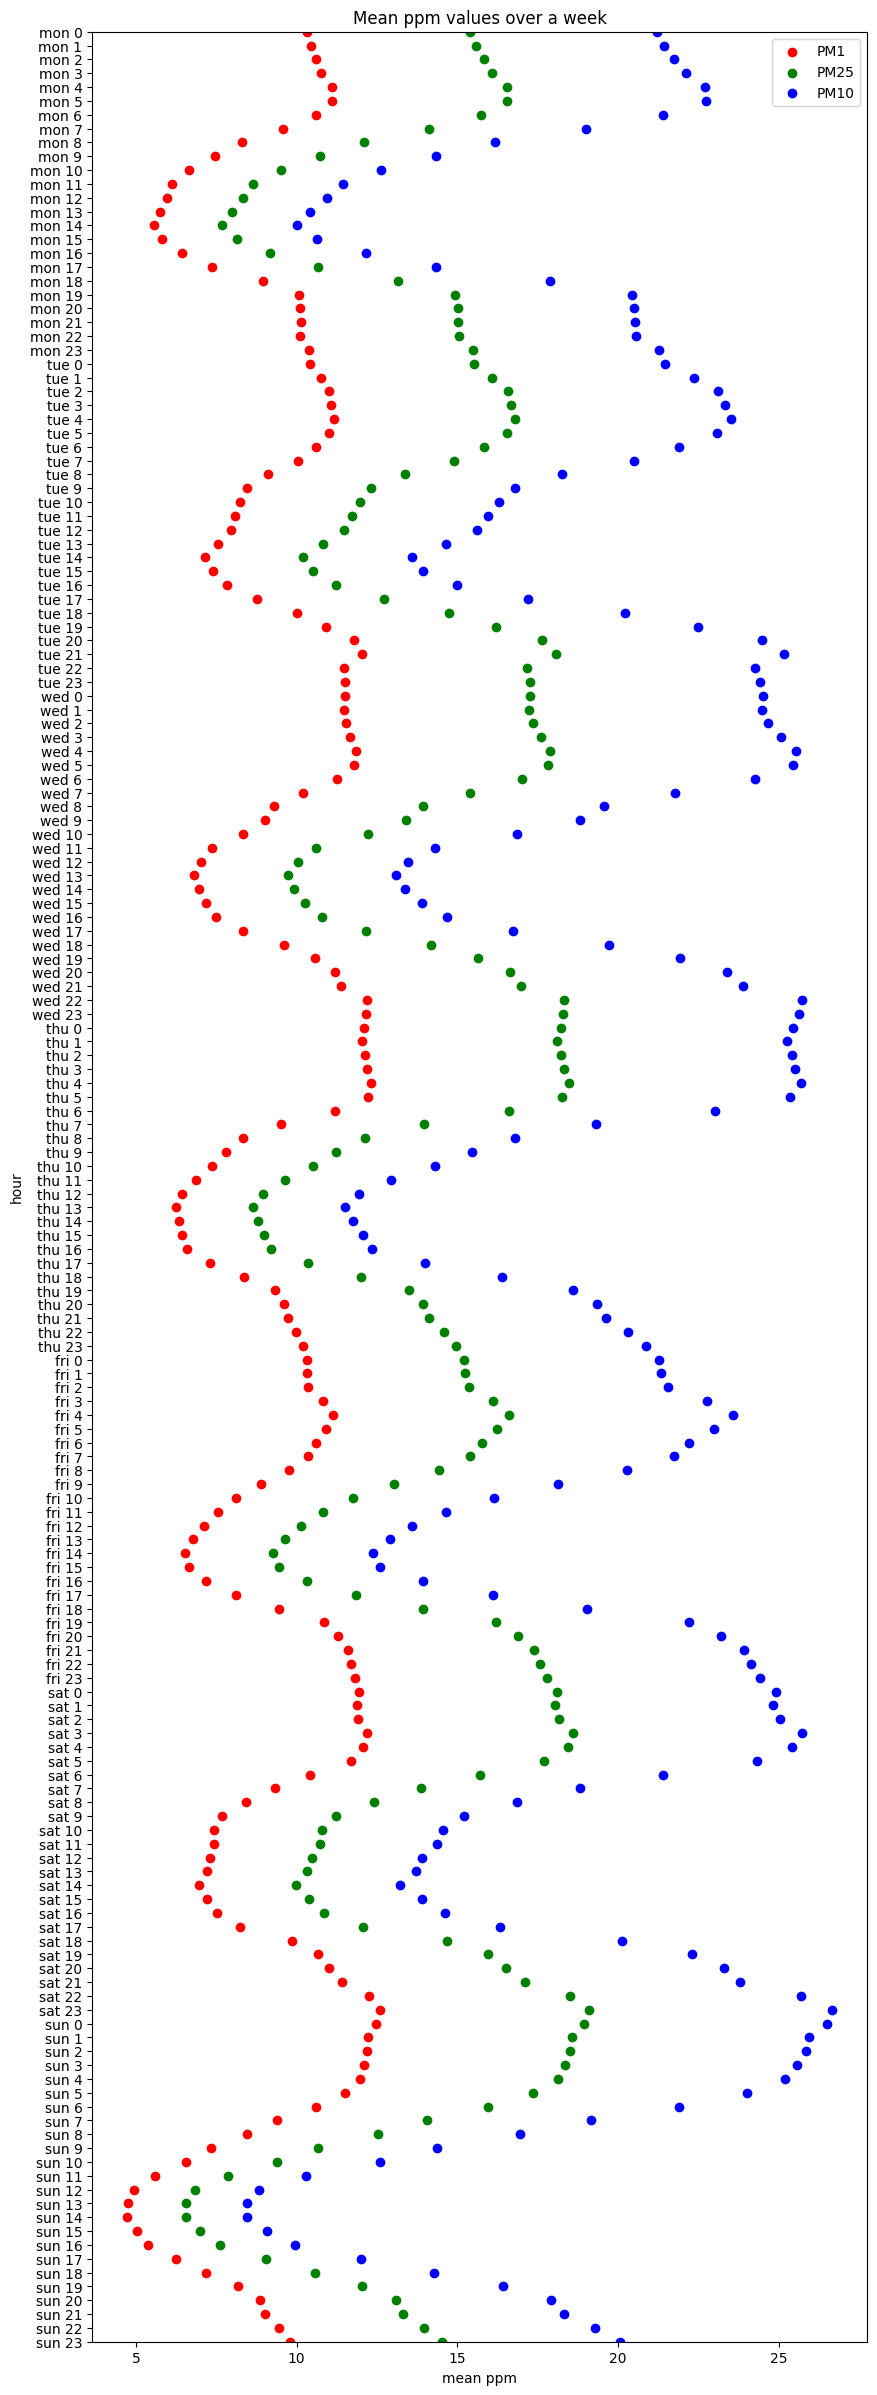 Mean ppm values over a week
PM1
PM25
PM10
mon 0
mon 1
mon 2
mon 3
mon 4
mon 5
mon 6
mon 7
mon 8
mon 9
mon 10
mon 11
mon 12
mon 13
mon 14
mon 15
mon 16
mon 17
mon 18
mon 19
mon 20
mon 21
mon 22
mon 23
tue 0
tue 1
tue 2
tue 3
tue 4
tue 5
tue 6
tue 7
tue 8
tue 9
tue 10
tue 11
tue 12
tue 13
tue 14
tue 15
tue 16
tue 17
tue 18
tue 19
tue 20
tue 21
tue 22
tue 23
wed 0
wed 1
wed 2
wed 3
wed 4
wed 5
wed 6
wed 7
wed 8
wed 9
wed 10
wed 11
wed 12
wed 13
wed 14
wed 15
wed 16
wed 17
wed 18
wed 19
wed 20
wed 21
wed 22
wed 23
thu 0
thu 1
thu 2
thu 3
thu 4
thu 5
thu 6
thu 7
thu 8
thu 9
thu 10
thu 11
thu 12
thu 13
thu 14
thu 15
thu 16
thu 17
thu 18
thu 19
thu 20
thu 21
thu 22
thu 23
fri 0
fri 1
fri 2
fri 3
fri 4
fri 5
fri 6
fri 7
fri 8
fri 9
fri 10
fri 11
fri 12
fri 13
fri 14
fri 15
fri 16
fri 17
fri 18
fri 19
fri 20
fri 21
fri 22
fri 23
sat 0
sat 1
sat 2
sat 3
sat 4
sat 5
sat 6
sat 7
sat 8
sat 9
sat 10
sat 11
sat 12
sat 13
sat 14
sat 15
sat 16
sat 17
sat 18
sat 19
sat 20
sat 21
sat 22
sat 23
sun 0
sun 1
sun 2
sun 3
sun 4
sun 5
sun 6
sun 7
sun 8
sun 9
sun 10
sun 11
sun 12
sun 13
sun 14
sun 15
sun 16
sun 17
sun 18
sun 19
sun 20
sun 21
sun 22
sun 23
hour
5 10 15 20 25
mean ppm